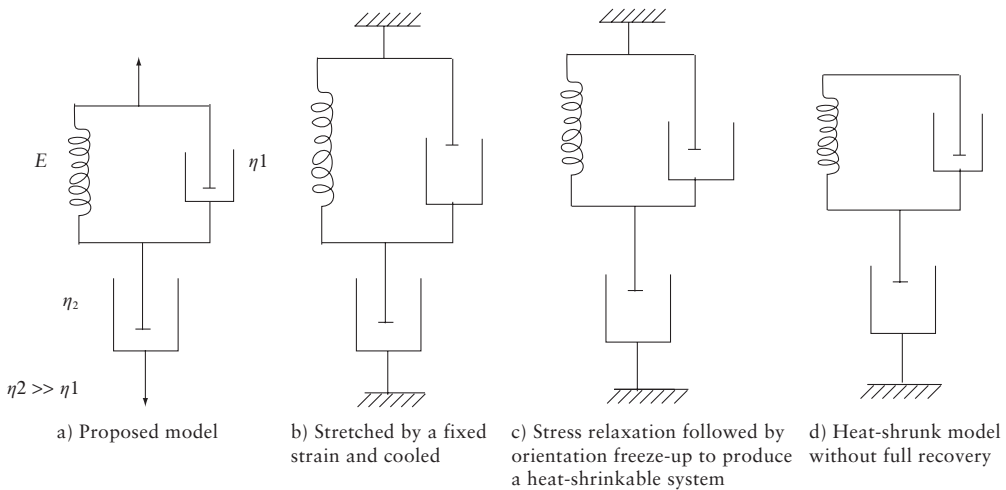 E
η1
η₂
η2 >> η1
a) Proposed model
b) Stretched by a fixed
strain and cooled
c) Stress relaxation followed by
orientation freeze-up to produce
a heat-shrinkable system
d) Heat-shrunk model
without full recovery